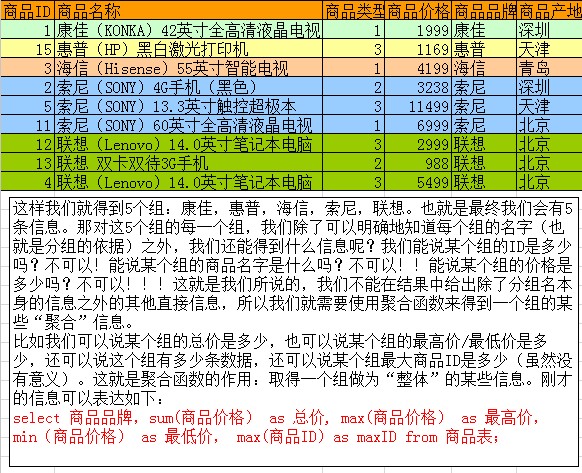 商品ID 商品名称 商品类型 商品价格 商品品牌 商品产地
1 康佳（KONKA）42英寸全高清液晶电视 1 1999 康佳 深圳
15 惠普（HP）黑白激光打印机 3 1169 惠普 天津
3 海信（Hisense）55英寸智能电视 1 4199 海信 青岛
2 索尼（SONY）4G手机（黑色） 2 3238 索尼 深圳
5 索尼（SONY）13.3英寸触控超极本 3 11499 索尼 天津
11 索尼（SONY）60英寸全高清液晶电视 1 6999 索尼 北京
12 联想（Lenovo）14.0英寸笔记本电脑 3 2999 联想 北京
13 联想 双卡双待3G手机 2 988 联想 北京
4 联想（Lenovo）14.0英寸笔记本电脑 3 5499 联想 北京
这样我们就得到5个组：康佳，惠普，海信，索尼，联想。也就是最终我们会有5
条信息。那对这5个组的每一个组，我们除了可以明确地知道每个组的名字（也
就是分组的依据）之外，我们还能得到什么信息呢？我们能说某个组的ID是多少
吗？不可以！能说某个组的商品名字是什么吗？不可以！！能说某个组的价格是
多少吗？不可以！！！这就是我们所说的，我们不能在结果中给出除了分组名本
身的信息之外的其他直接信息，所以我们就需要使用聚合函数来得到一个组的某
些“聚合”信息。
比如我们可以说某个组的总价是多少，也可以说某个组的最高价/最低价是多
少，还可以说这个组有多少条数据，还可以说某个组最大商品ID是多少（虽然没
有意义）。这就是聚合函数的作用：取得一个组做为“整体”的某些信息。刚才
的信息可以表达如下：
select 商品品牌，sum(商品价格） as 总价, max(商品价格） as 最高价，
min（商品价格） as 最低价， max(商品ID) as maxID from 商品表；